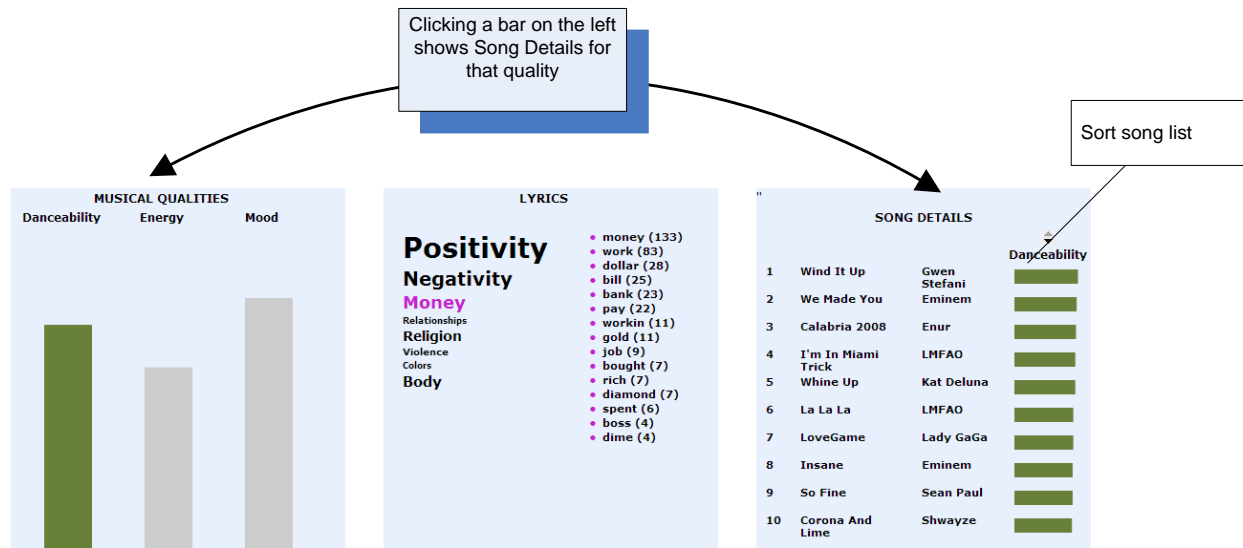 Clicking a bar on the left
shows Song Details for
that quality
Sort song list
MUSICAL QUALITIES
Danceability Energy Mood
LYRICS
Positivity
Negativity
Money
Relationships
Religion
Violence
Colors
Body
money (133)
work (83)
dollar (28)
bill (25)
bank (23)
pay (22)
workin (11)
gold (11)
job (9)
bought (7)
rich (7)
diamond (7)
spent (6)
boss (4)
dime (4)
"
SONG DETAILS
Danceability
1 Wind It Up Gwen
Stefani
2 We Made You Eminem
3 Calabria 2008 Enur
4 I'm In Miami LMFAO
Trick
5 Whine Up Kat Deluna
6 La La La LMFAO
7 LoveGame Lady GaGa
8 Insane Eminem
9 So Fine Sean Paul
10 Corona And Shwayze
Lime